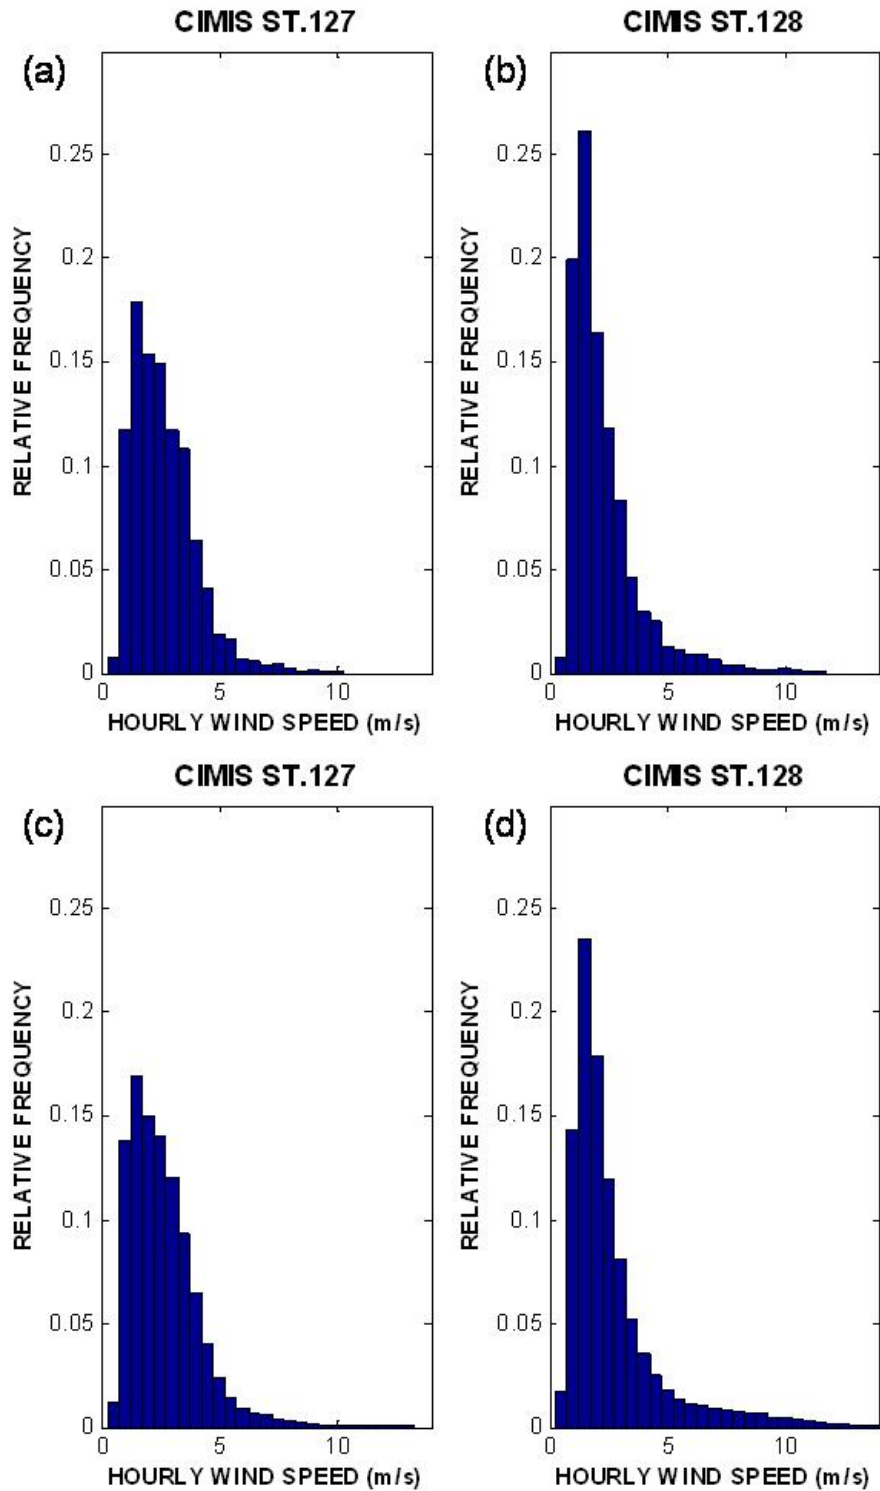 CIMIS ST.127
(a)
RELATIVE FREQUENCY
0.25
0.2
0.15
0.1
0.05
0
0 5 10
HOURLY WIND SPEED (m/s)
CIMIS ST.128
(b)
RELATIVE FREQUENCY
0.25
0.2
0.15
0.1
0.05
0
0 5 10
HOURLY WIND SPEED (m/s)
CIMIS ST.127
(c)
RELATIVE FREQUENCY
0.25
0.2
0.15
0.1
0.05
0
0 5 10
HOURLY WIND SPEED (m/s)
CIMIS ST.128
(d)
RELATIVE FREQUENCY
0.25
0.2
0.15
0.1
0.05
0
0 5 10
HOURLY WIND SPEED (m/s)